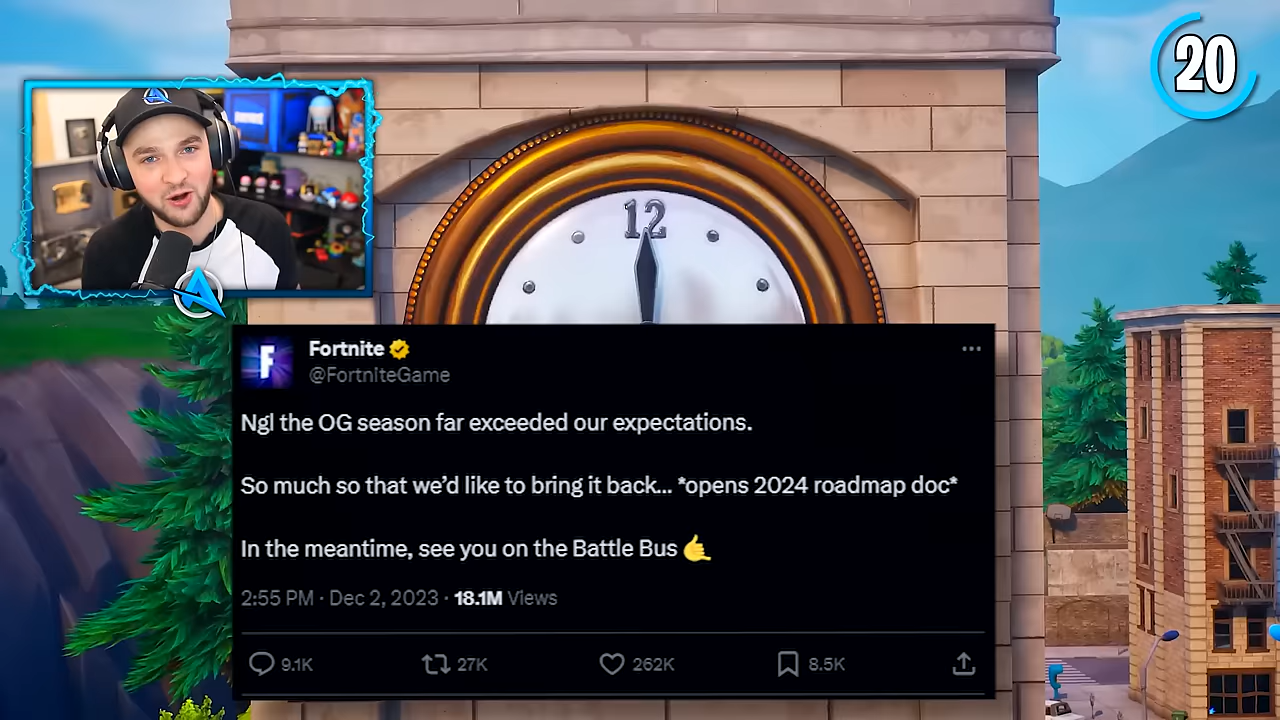 20
12
Fortnite
@FortniteGame
Ngl the OG season far exceeded our expectations.
So much so that we’d like to bring it back... *opens 2024 roadmap doc*
In the meantime, see you on the Battle Bus 🤙
2:55 PM · Dec 2, 2023 · 18.1M Views
9.1K 27K 262K 8.5K